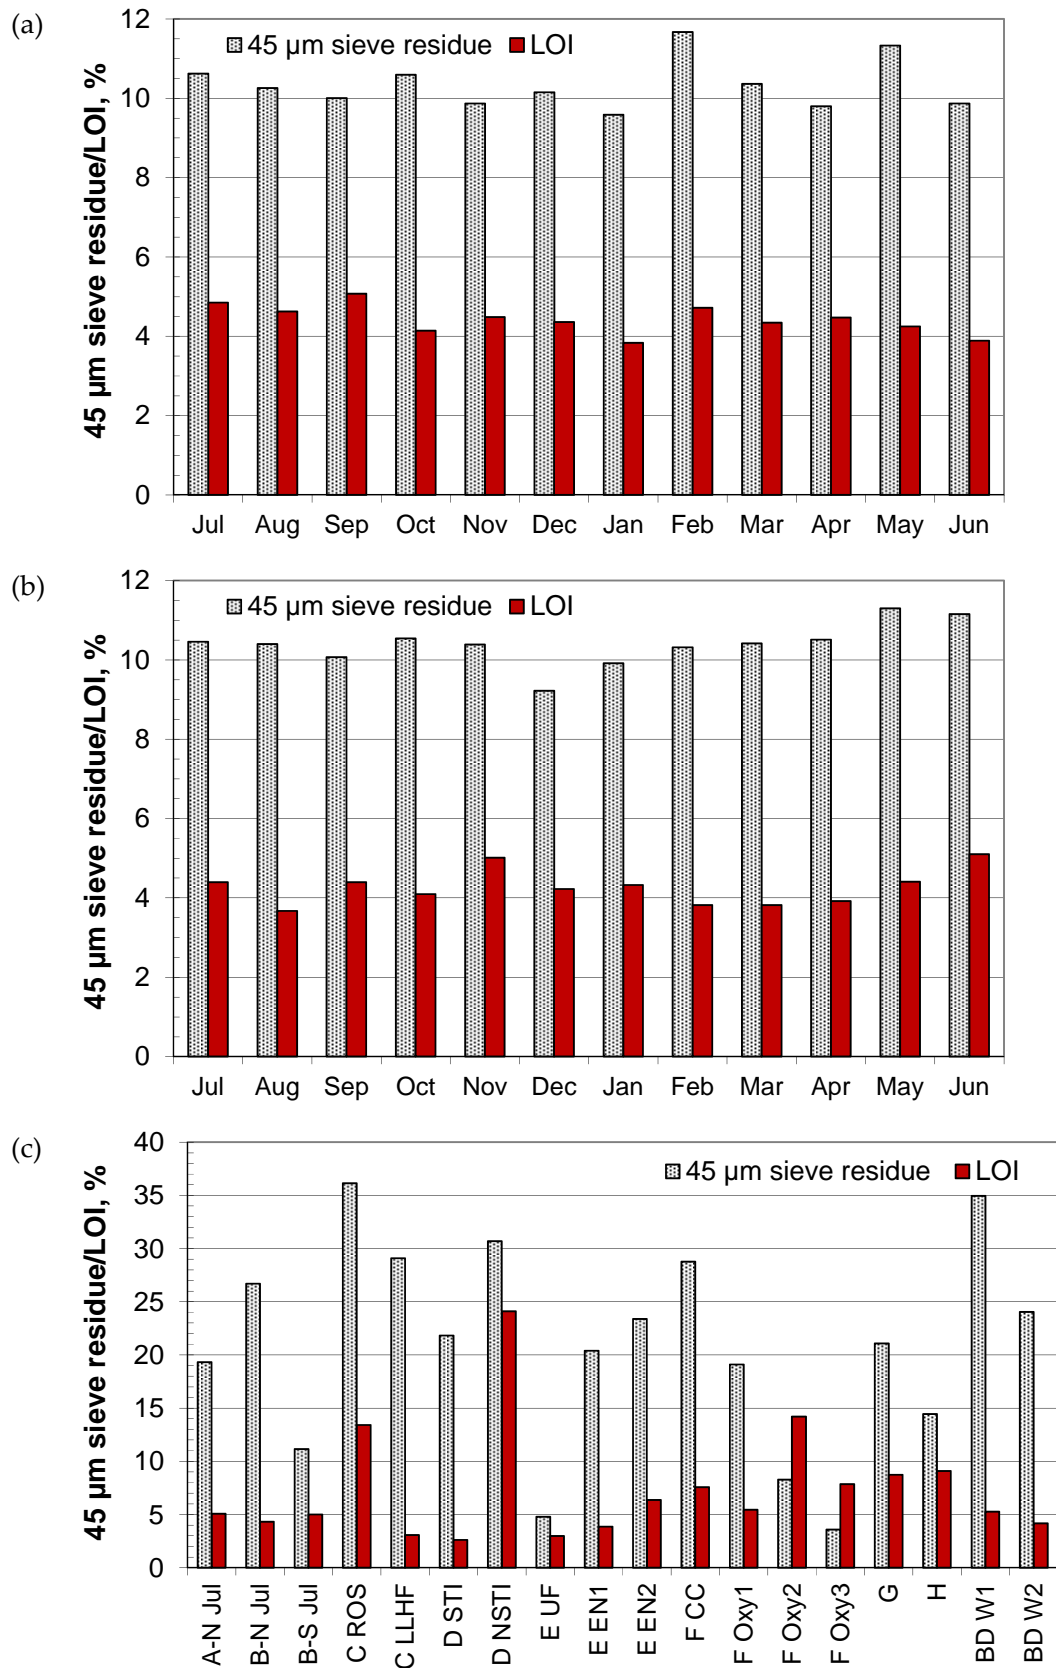 (a)
45 µm sieve residue/LOI, %
12
10
8
6
4
2
0
45 µm sieve residue LOI
Jul Aug Sep Oct Nov Dec Jan Feb Mar Apr May Jun
(b)
45 µm sieve residue/LOI, %
12
10
8
6
4
2
0
45 µm sieve residue LOI
Jul Aug Sep Oct Nov Dec Jan Feb Mar Apr May Jun
(c)
45 µm sieve residue/LOI, %
40
35
30
25
20
15
10
5
0
45 µm sieve residue LOI
A-N Jul
B-N Jul
B-S Jul
C ROS
C LLHF
D STI
D NSTI
E UF
E EN1
E EN2
F CC
F Oxy1
F Oxy2
F Oxy3
G
H
BD W1
BD W2